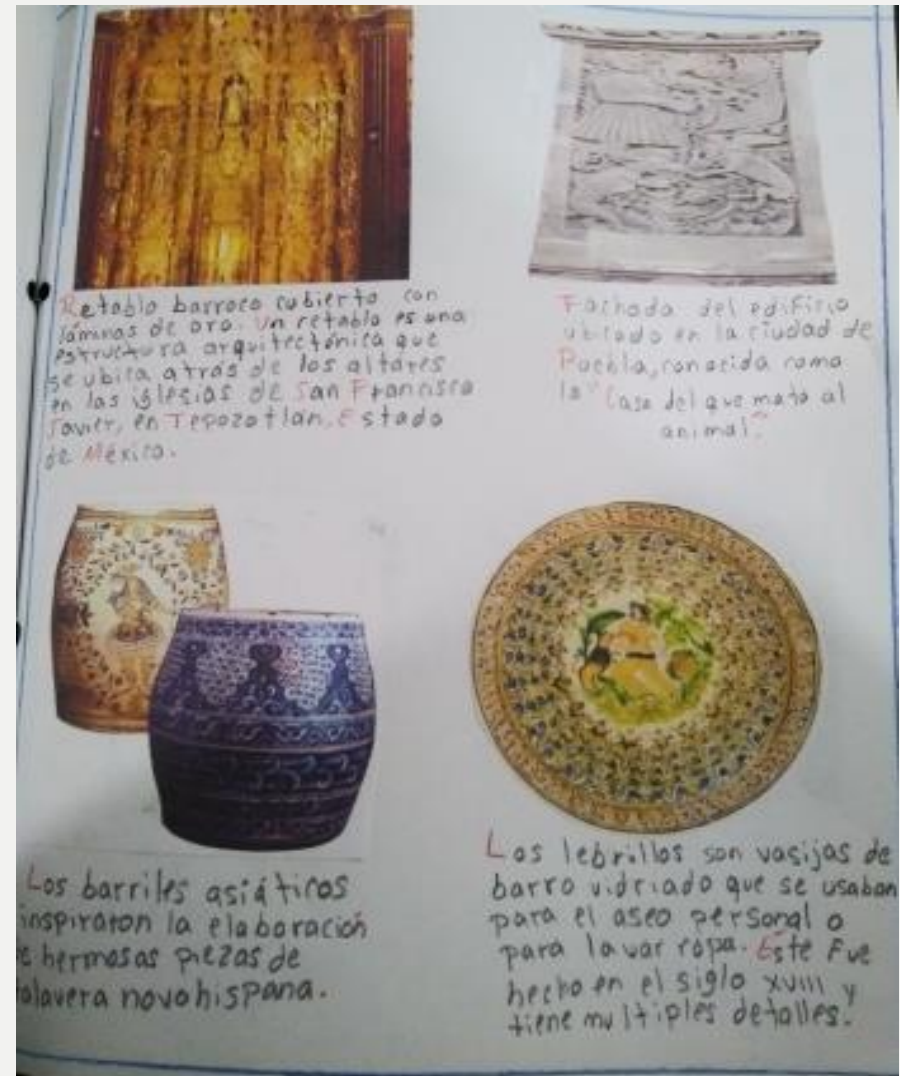 Retablo barroco cubierto con
láminas de oro. Un retablo es una
estructura arquitectónica que
se ubica atrás de los altares
en las iglesias de San Francisco
Javier, en Tepozotlan, Estado
de México.
Fachada del edificio
ubicado en la ciudad de
Puebla, conocida como
la "Casa del que mato al
animal."
Los barriles asiáticos
inspiraron la elaboración
de hermosas piezas de
talavera novohispana.
Los lebrillos son vasijas de
barro vidriado que se usaban
para el aseo personal o
para lavar ropa. Este fue
hecho en el siglo XVIII y
tiene multiples detalles.